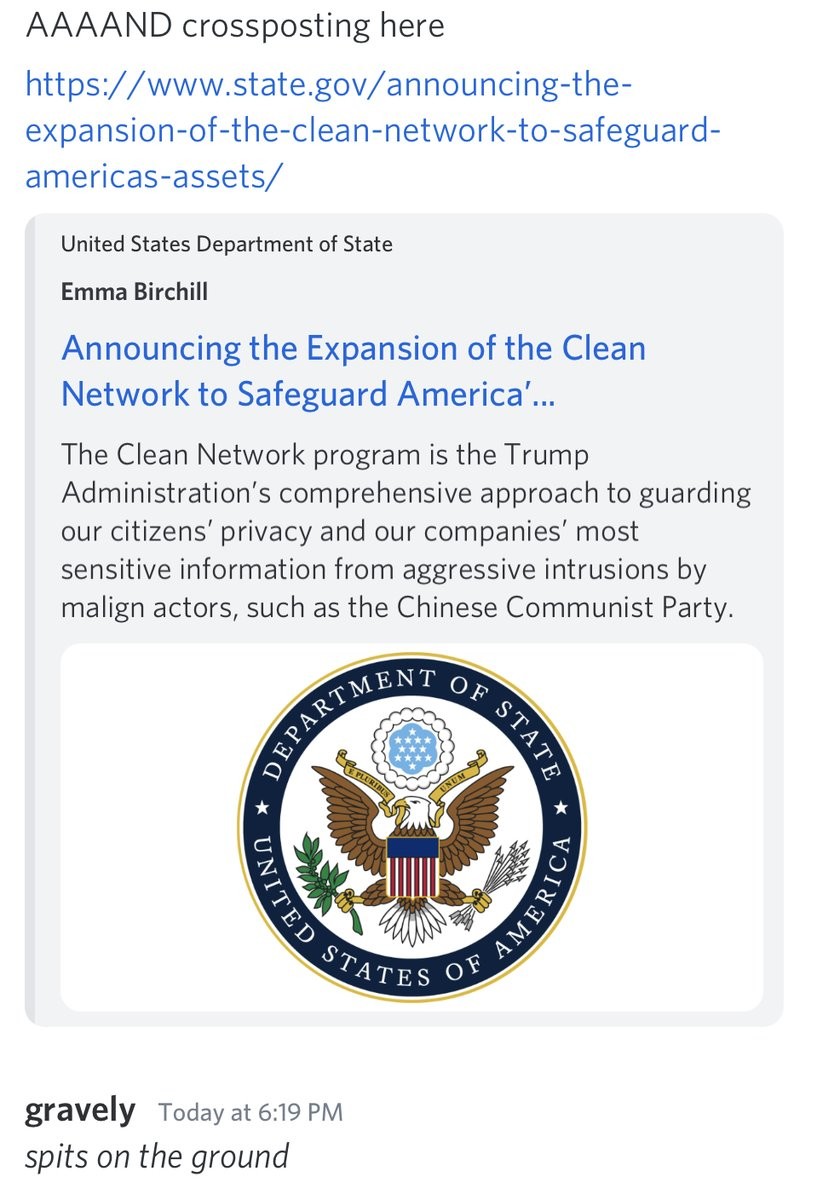 AAAAND crossposting here
https://www.state.gov/announcing-the-
expansion-of-the-clean-network-to-safeguard-
americas-assets/
United States Department of State
Emma Birchill
Announcing the Expansion of the Clean
Network to Safeguard America’...
The Clean Network program is the Trump
Administration’s comprehensive approach to guarding
our citizens’ privacy and our companies’ most
sensitive information from aggressive intrusions by
malign actors, such as the Chinese Communist Party.
DEPARTMENT OF STATE
E PLURIBUS UNUM
UNITED STATES OF AMERICA
gravely Today at 6:19 PM
spits on the ground